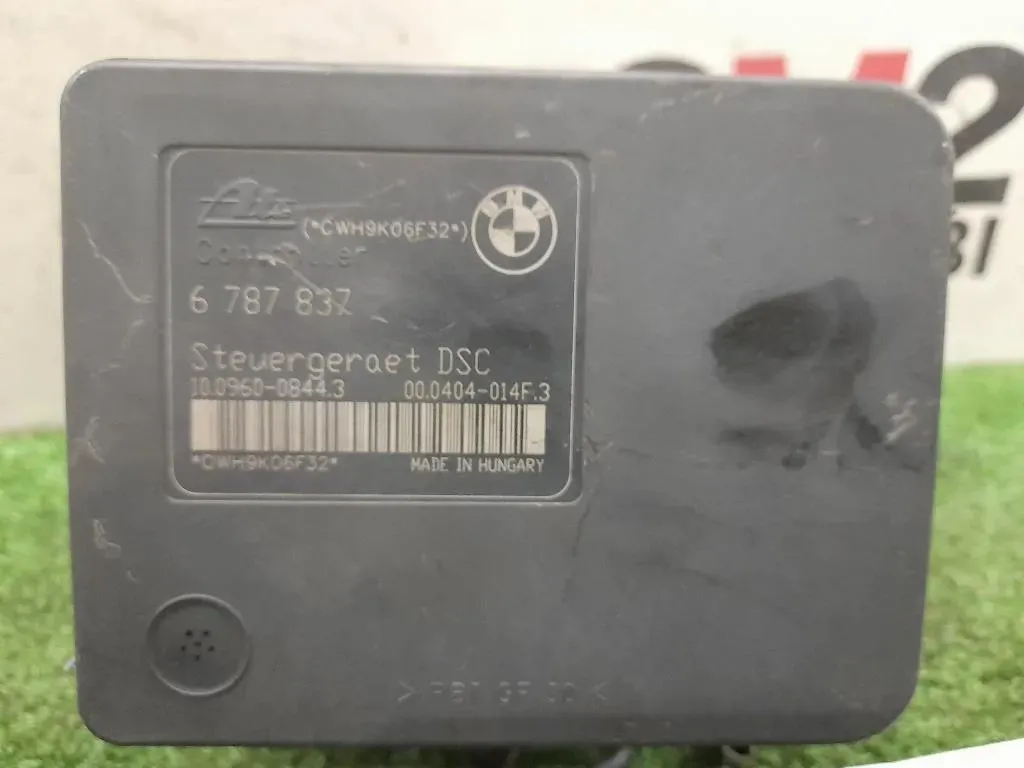 Ate
(*CWH9K06F32*)
BMW
6 787 837
Steuergeraet DSC
10.0960-0844.3 00.0404-014F.3
*CWH9K06F32*
MADE IN HUNGARY